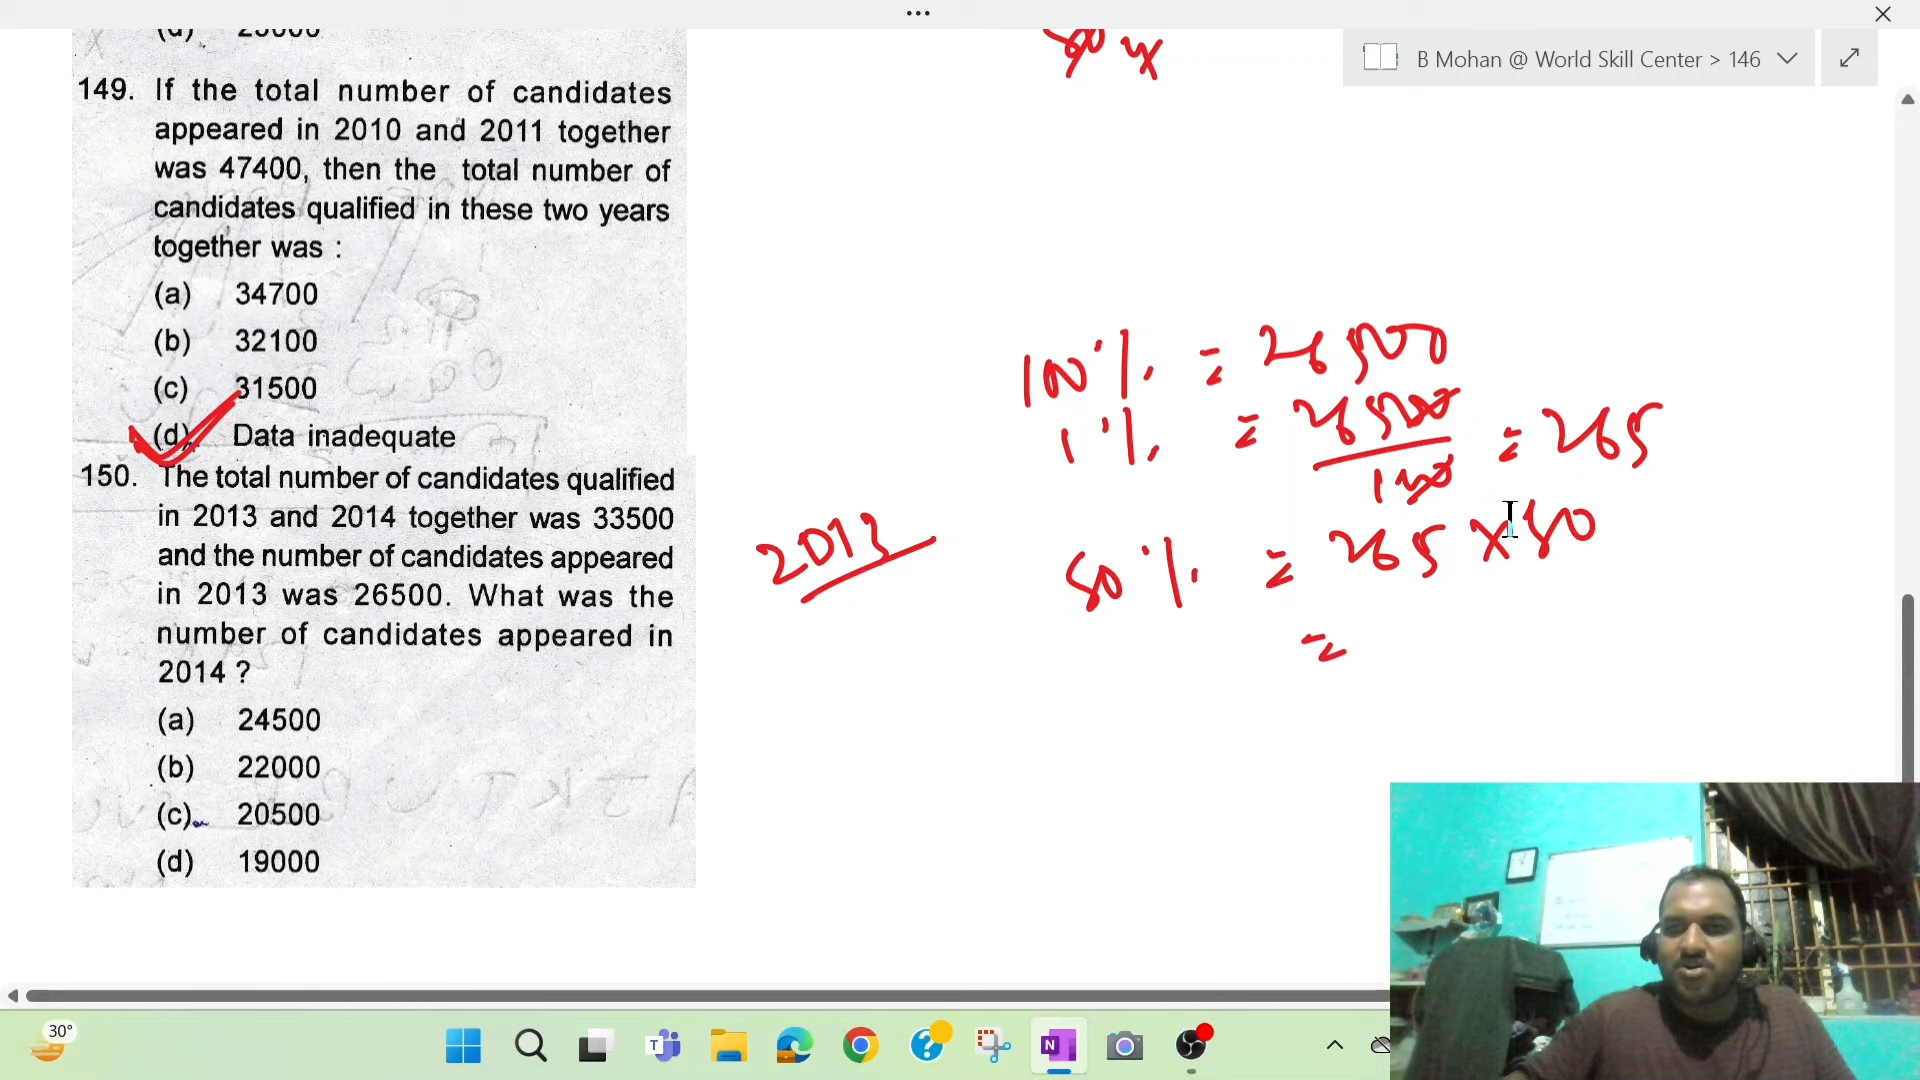 (d) 25000
149. If the total number of candidates
appeared in 2010 and 2011 together
was 47400, then the total number of
candidates qualified in these two years
together was :
(a) 34700
(b) 32100
(c) 31500
(d) Data inadequate
150. The total number of candidates qualified
in 2013 and 2014 together was 33500
and the number of candidates appeared
in 2013 was 26500. What was the
number of candidates appeared in
2014 ?
(a) 24500
(b) 22000
(c) 20500
(d) 19000
B Mohan @ World Skill Center > 146
100% = 26500
1% = 26500
100
= 265
2013
80% = 265 x 80
=
30°